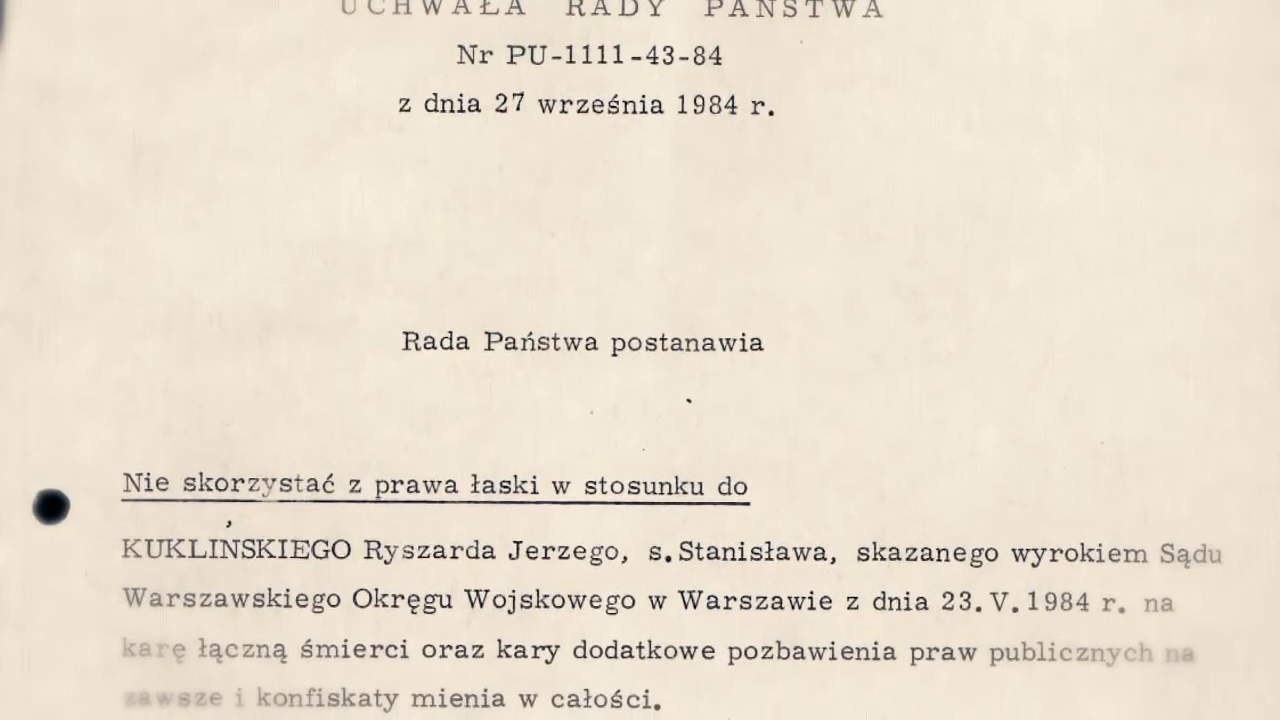 UCHWAŁA RADY PAŃSTWA
Nr PU-1111-43-84
z dnia 27 września 1984 r.
Rada Państwa postanawia
Nie skorzystać z prawa łaski w stosunku do
KUKLIŃSKIEGO Ryszarda Jerzego, s. Stanisława, skazanego wyrokiem Sądu
Warszawskiego Okręgu Wojskowego w Warszawie z dnia 23.V.1984 r. na
karę łączną śmierci oraz kary dodatkowe pozbawienia praw publicznych na
zawsze i konfiskaty mienia w całości.